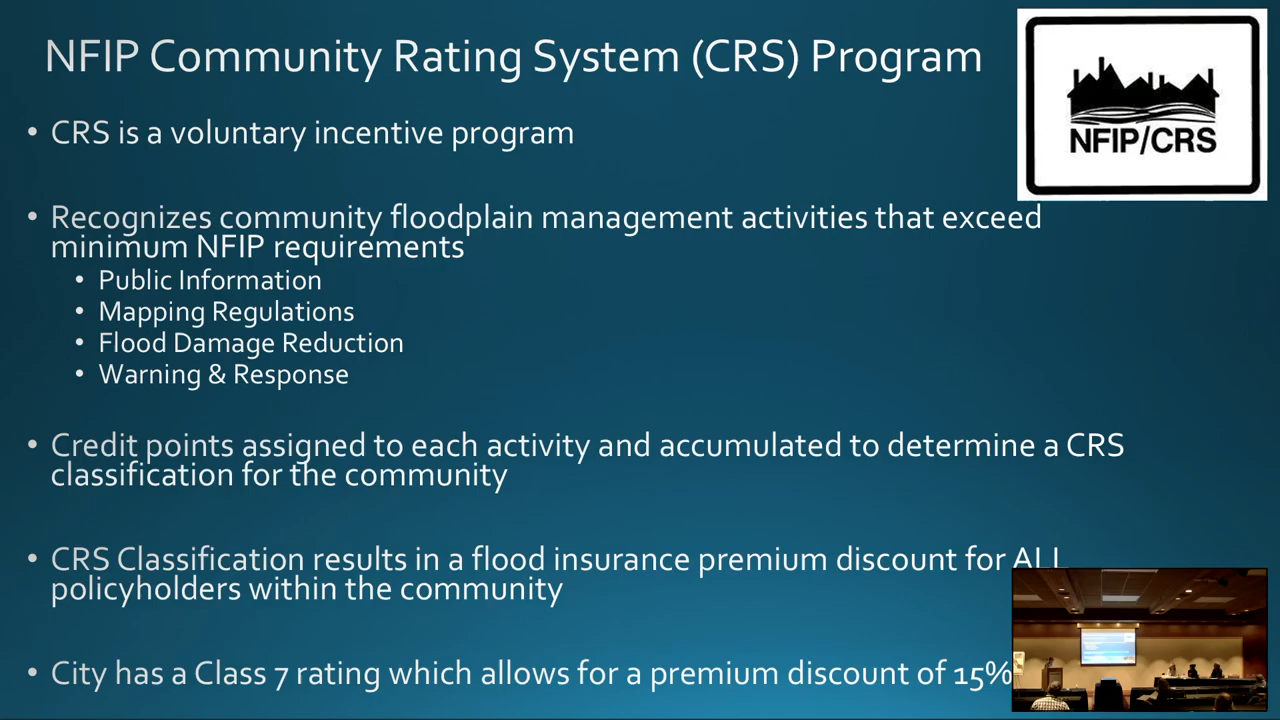 NFIP Community Rating System (CRS) Program
NFIP/CRS
• CRS is a voluntary incentive program
• Recognizes community floodplain management activities that exceed
minimum NFIP requirements
• Public Information
• Mapping Regulations
• Flood Damage Reduction
• Warning & Response
• Credit points assigned to each activity and accumulated to determine a CRS
classification for the community
• CRS Classification results in a flood insurance premium discount for ALL
policyholders within the community
• City has a Class 7 rating which allows for a premium discount of 15%